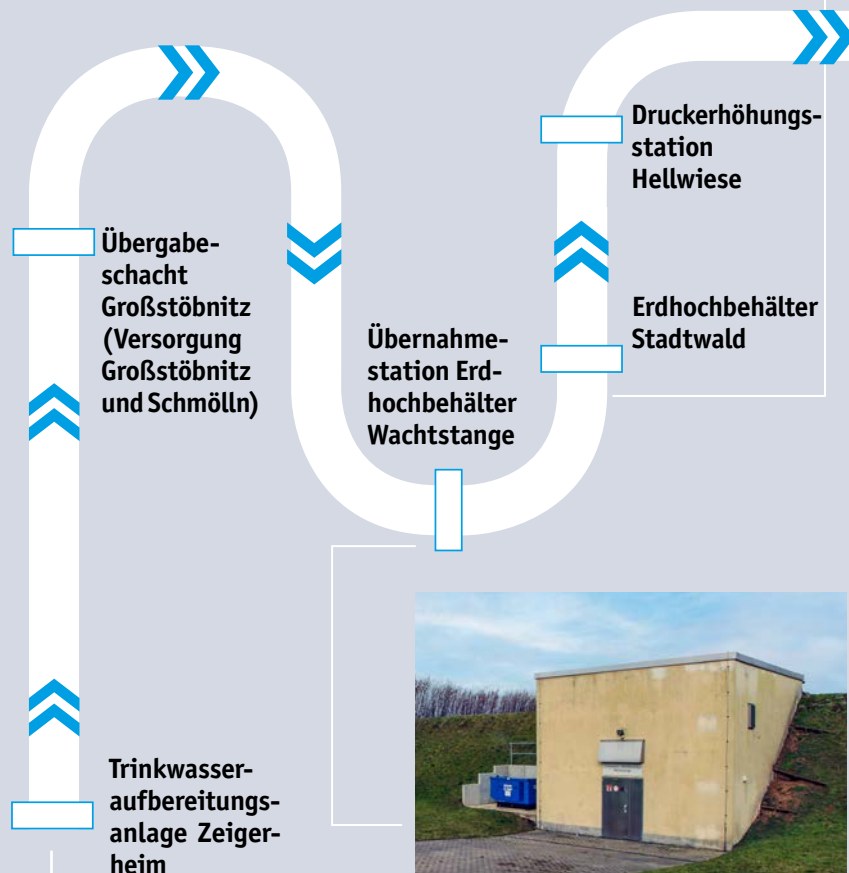 Druckerhöhungs-
station
Hellwiese
Übergabe-
schacht
Großstöbnitz
(Versorgung
Großstöbnitz
und Schmölln)
Erdhochbehälter
Stadtwald
Übernahme-
station Erd-
hochbehälter
Wachtstange
Trinkwasser-
aufbereitungs-
anlage Zeiger-
heim